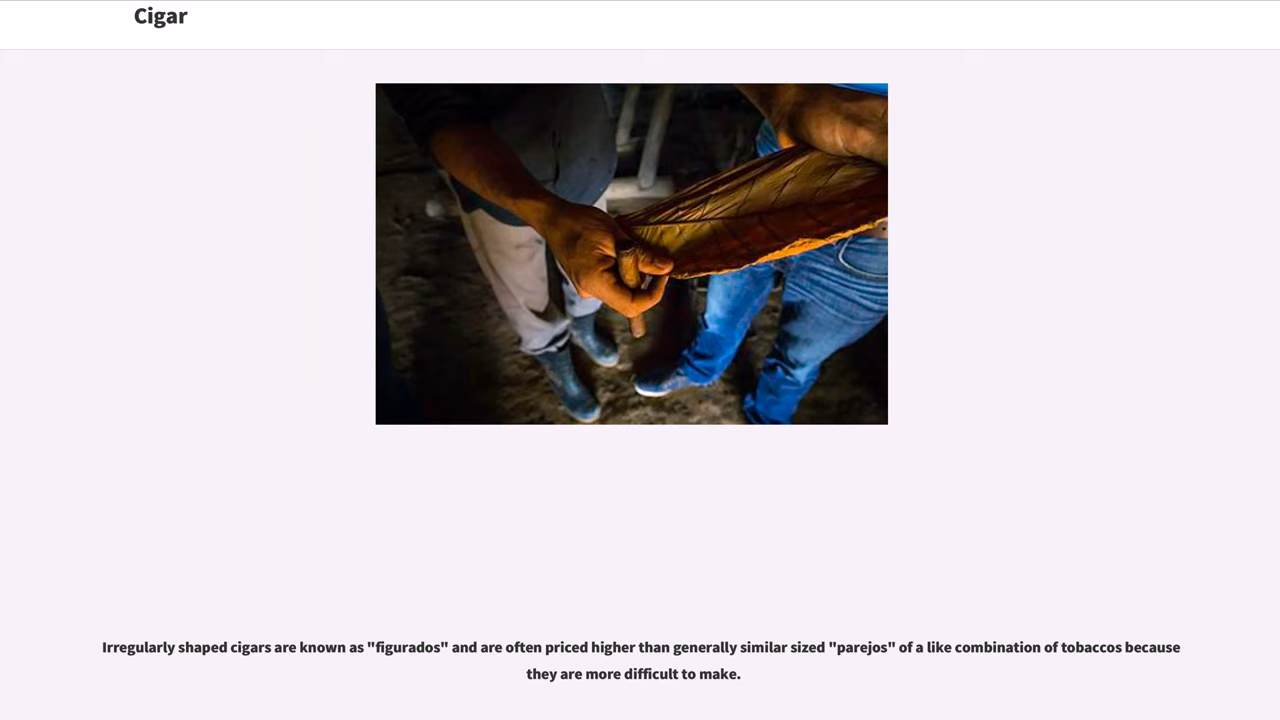 Cigar
Irregularly shaped cigars are known as "figurados" and are often priced higher than generally similar sized "parejos" of a like combination of tobaccos because
they are more difficult to make.